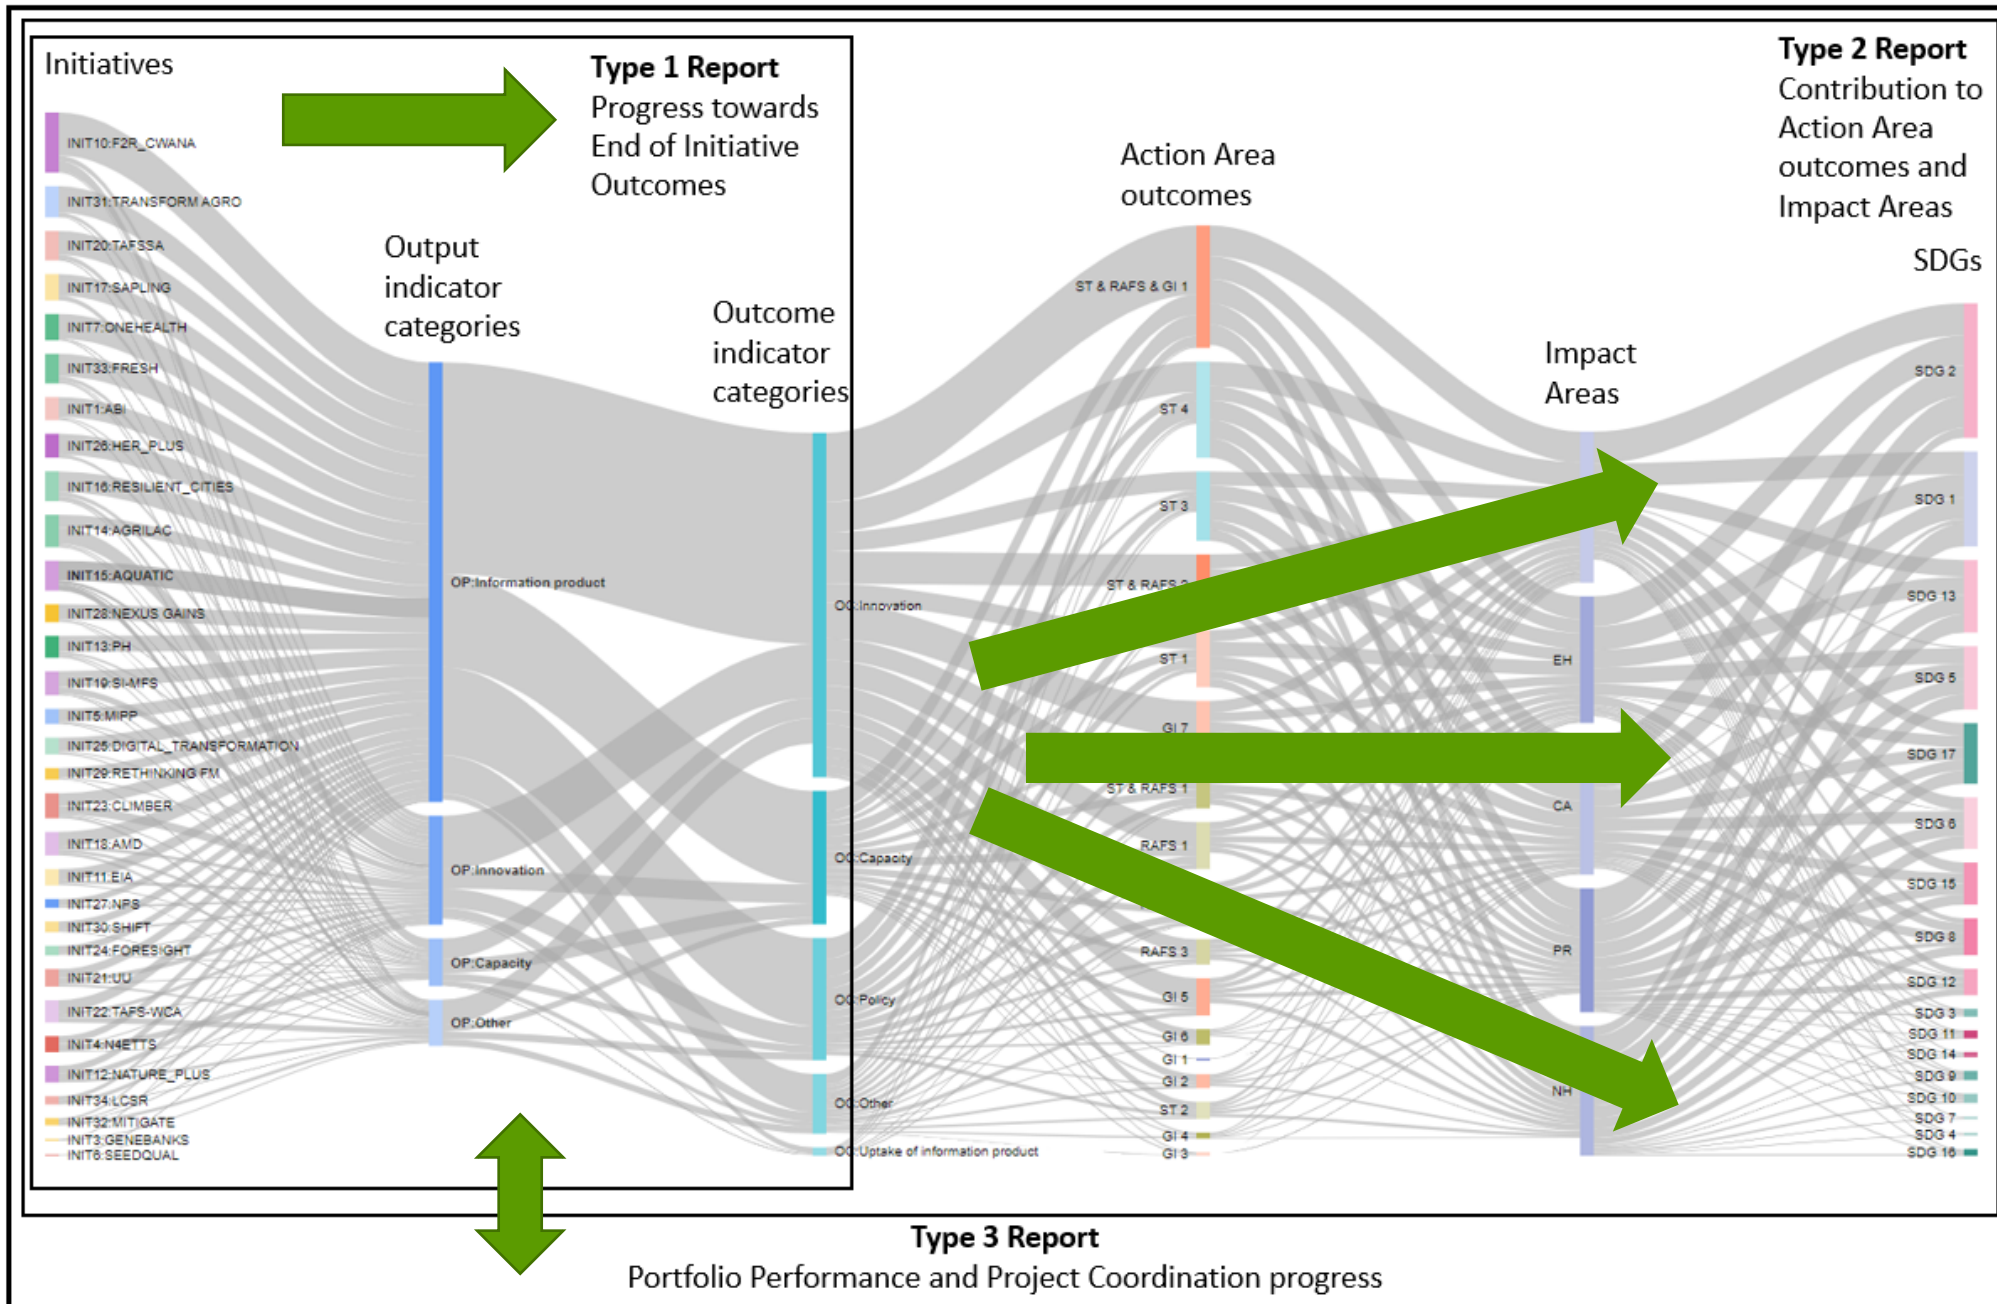 Initiatives
Type 1 Report
Progress towards
End of Initiative
Outcomes
Type 2 Report
Contribution to
Action Area
outcomes and
Impact Areas
Output
indicator
categories
Outcome
indicator
categories
Action Area
outcomes
Impact
Areas
SDGs
INIT10:F2R_CWANA
INIT31:TRANSFORM AGRO
INIT20:TAFSSA
INIT17:SAPLING
INIT7:ONEHEALTH
INIT33:FRESH
INIT1:ABI
INIT26:HER_PLUS
INIT16:RESILIENT_CITIES
INIT14:AGRILAC
INIT15:AQUATIC
INIT28:NEXUS GAINS
INIT13:PH
INIT19:SI-MFS
INIT5:MIPP
INIT25:DIGITAL_TRANSFORMATION
INIT29:RETHINKING FM
INIT23:CLIMBER
INIT18:AMD
INIT11:EIA
INIT27:NPS
INIT30:SHIFT
INIT24:FORESIGHT
INIT21:UU
INIT22:TAFS-WCA
INIT4:N4ETTS
INIT12:NATURE_PLUS
INIT34:LCSR
INIT32:MITIGATE
INIT3:GENEBANKS
INIT6:SEEDQUAL
OP:Information product
OP:Innovation
OP:Capacity
OP:Other
OC:Innovation
OC:Capacity
OC:Policy
OC:Other
OC:Uptake of information product
ST & RAFS & GI 1
ST 4
ST 3
ST & RAFS
ST 1
GI 7
ST & RAFS 1
RAFS 1
RAFS 3
GI 5
GI 6
GI 1
GI 2
ST 2
GI 4
GI 3
EH
CA
PR
NH
SDG 2
SDG 1
SDG 13
SDG 5
SDG 17
SDG 6
SDG 15
SDG 8
SDG 12
SDG 3
SDG 11
SDG 14
SDG 9
SDG 10
SDG 7
SDG 4
SDG 16
Type 3 Report
Portfolio Performance and Project Coordination progress